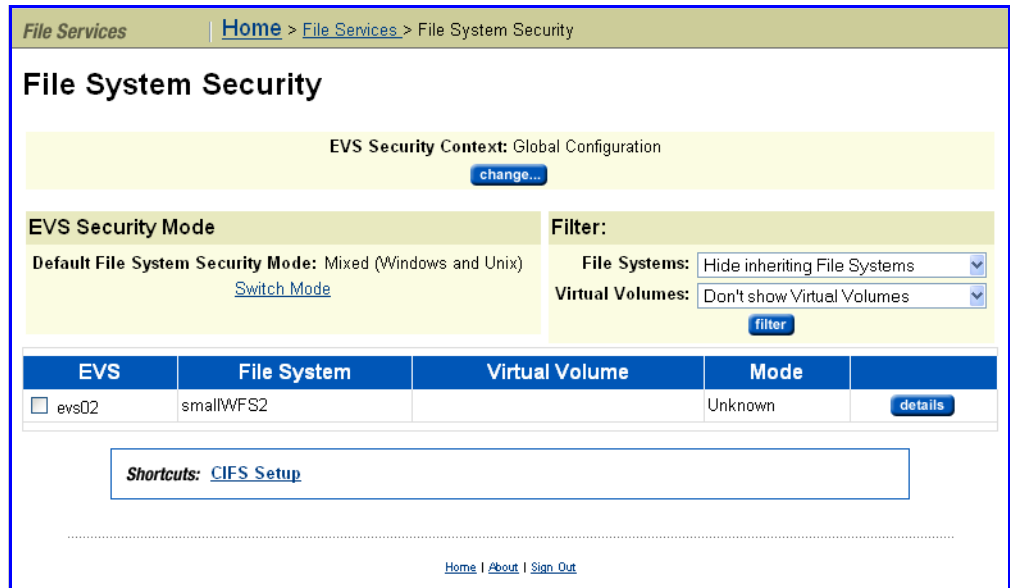 File Services Home > File Services > File System Security
File System Security
EVS Security Context: Global Configuration
change...
EVS Security Mode
Default File System Security Mode: Mixed (Windows and Unix)
Switch Mode
Filter:
File Systems: Hide inheriting File Systems
Virtual Volumes: Don't show Virtual Volumes
filter
EVS File System Virtual Volume Mode
evs02 smallWFS2 Unknown details
Shortcuts: CIFS Setup
Home | About | Sign Out